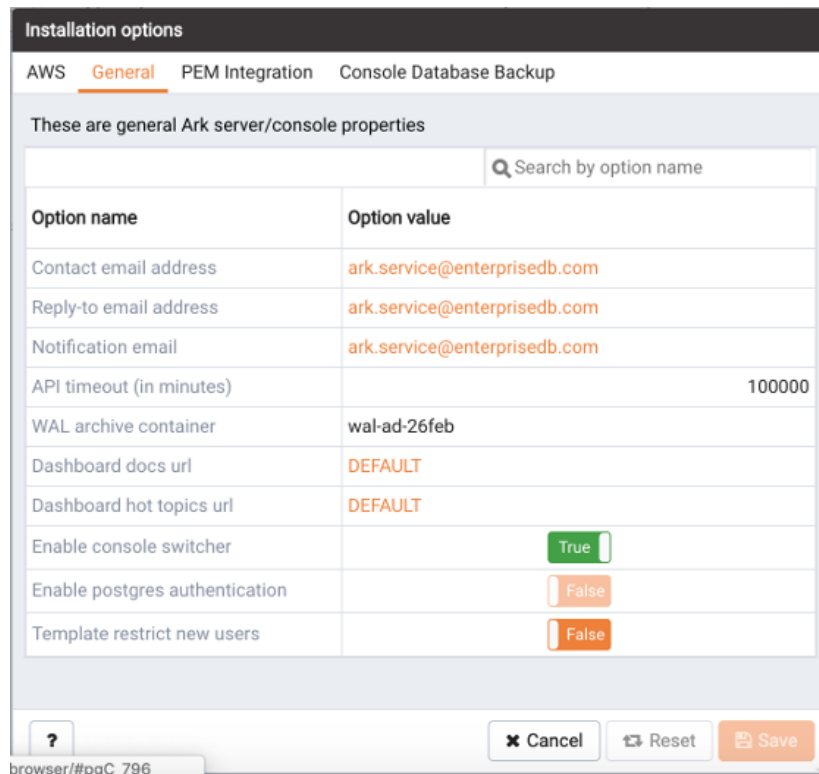 Installation options
AWS General PEM Integration Console Database Backup
These are general Ark server/console properties
Search by option name
Option name Option value
Contact email address ark.service@enterprisedb.com
Reply-to email address ark.service@enterprisedb.com
Notification email ark.service@enterprisedb.com
API timeout (in minutes) 100000
WAL archive container wal-ad-26feb
Dashboard docs url DEFAULT
Dashboard hot topics url DEFAULT
Enable console switcher True
Enable postgres authentication False
Template restrict new users False
? Cancel Reset Save
browser/#pgC_796